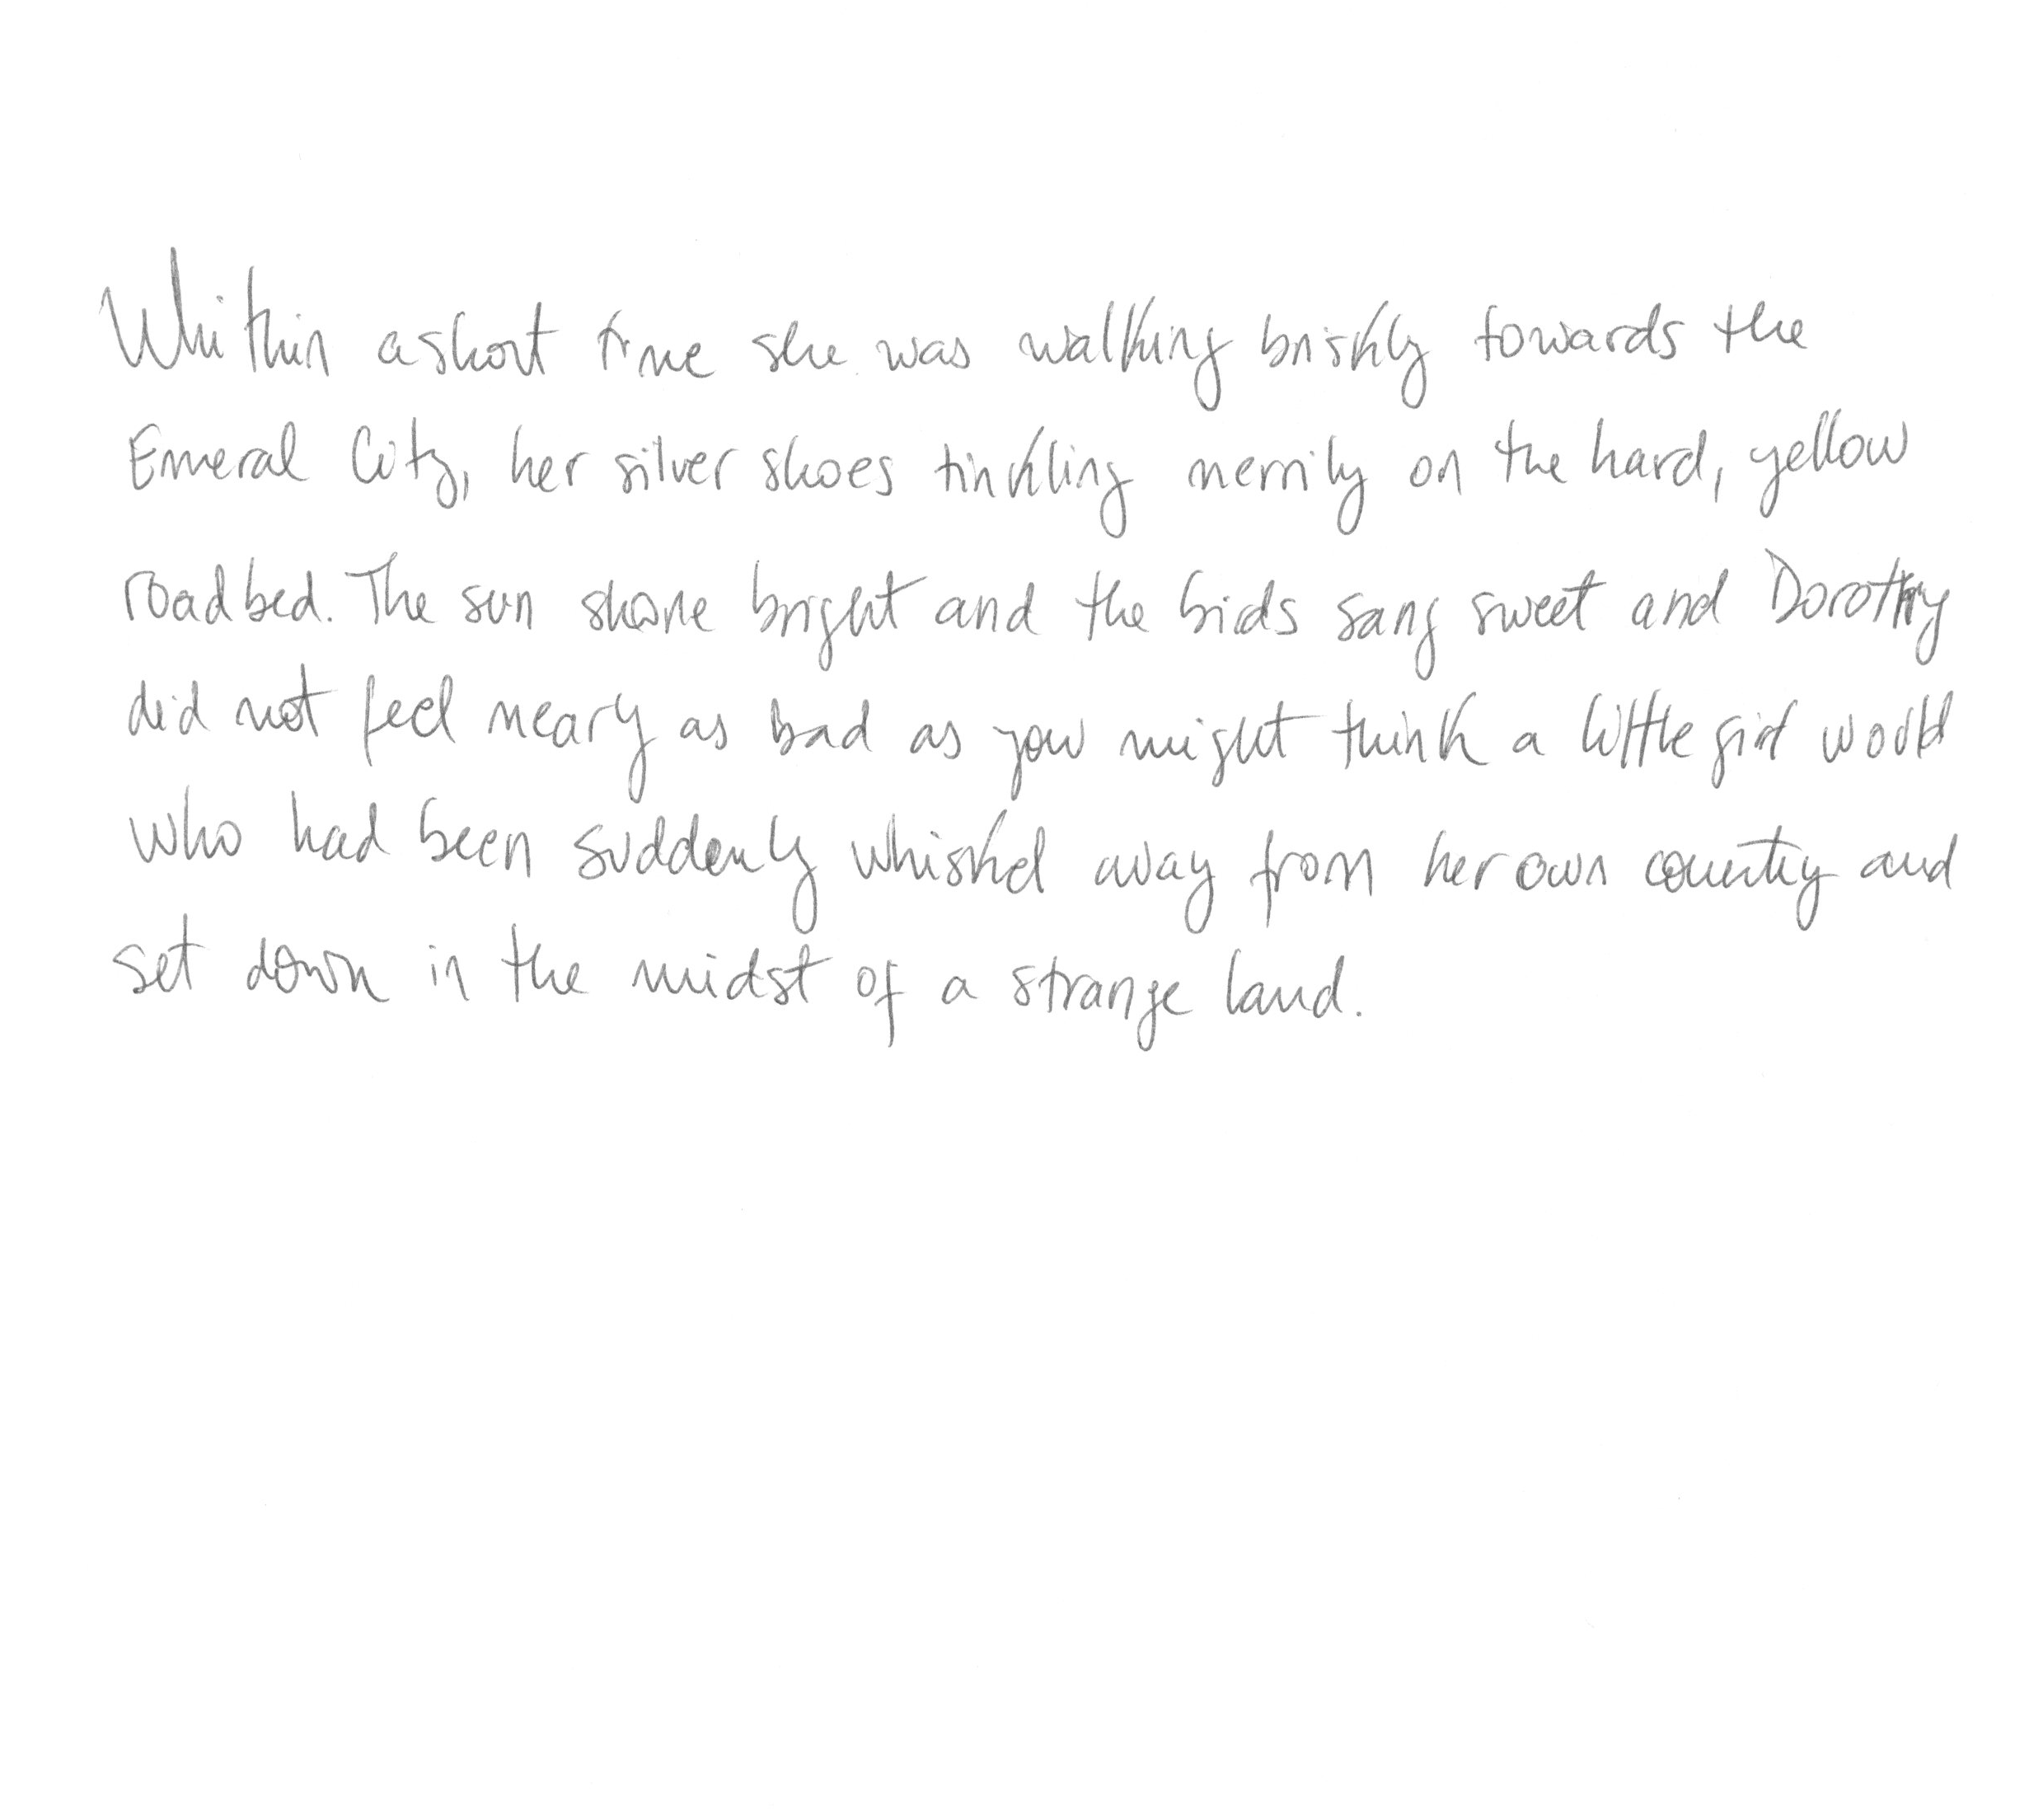 Whithin a short time she was walking briskly towards the
Emeral City, her silver shoes tinkling merrily on the hard, yellow
roadbed. The sun shone bright and the birds sang sweet and Dorothy
did not feel neary as bad as you might think a little girl would
who had been suddenly whisked away from her own country and
set down in the midst of a strange land.